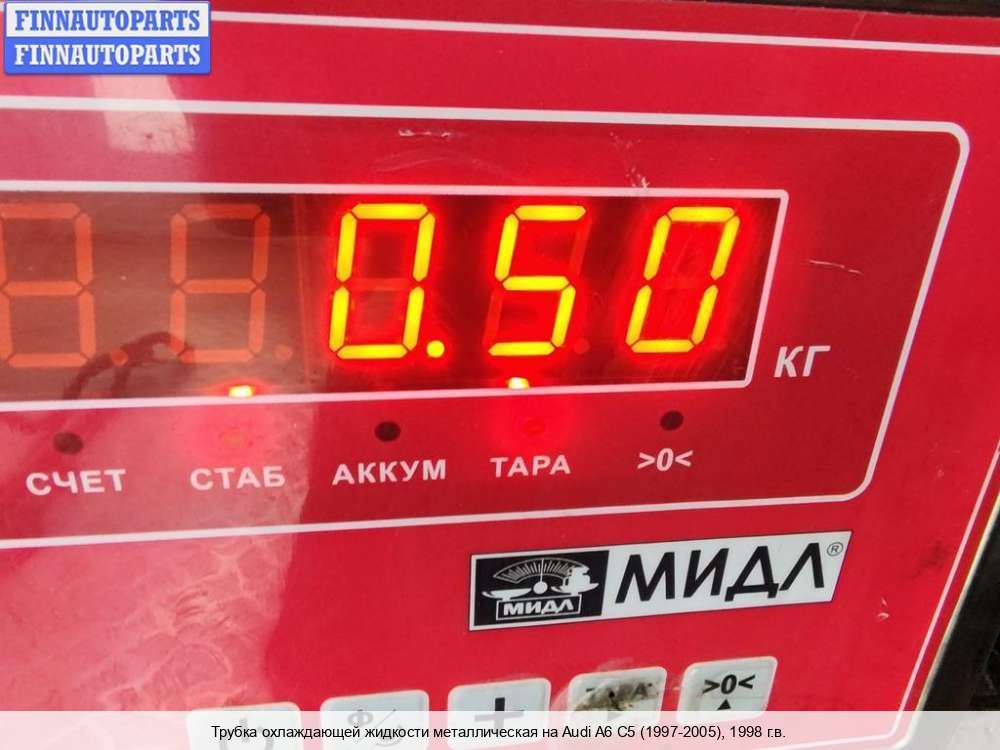 FINNAUTOPARTS
FINNAUTOPARTS
0.50
КГ
СЧЕТ СТАБ АККУМ ТАРА >0<
МИДЛ МИДЛ®
+ >0<
Трубка охлаждающей жидкости металлическая на Audi A6 C5 (1997-2005), 1998 г.в.